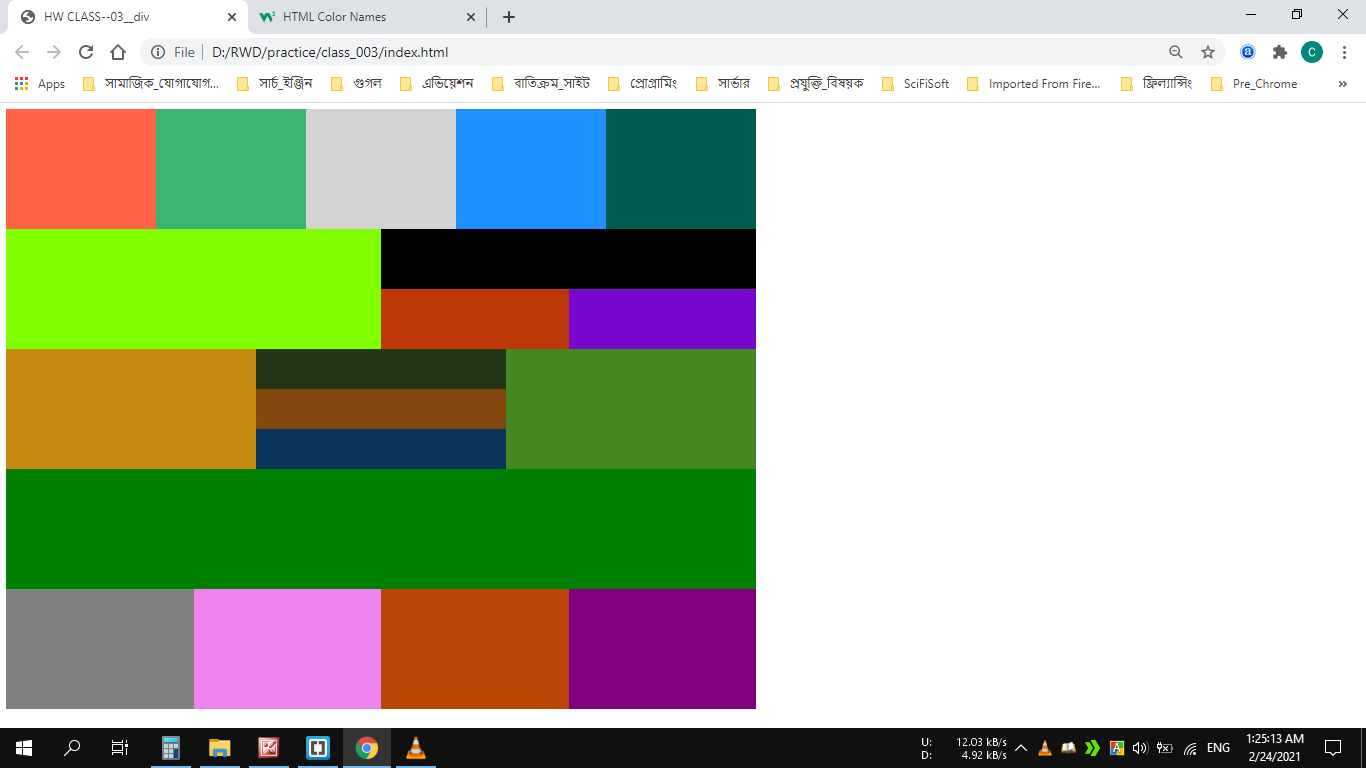 HW CLASS--03__div
HTML Color Names
File
D:/RWD/practice/class_003/index.html
C
Apps
সামাজিক_যোগাযোগ...
সার্চ_ইঞ্জিন
গুগল
এভিয়েশন
ব্যতিক্রম_সাইট
প্রোগ্রামিং
সার্ভার
প্রযুক্তি_বিষয়ক
SciFiSoft
Imported From Fire...
ফ্রিল্যান্সিং
Pre_Chrome
U: 12.03 kB/s
D: 4.92 kB/s
ENG
1:25:13 AM
2/24/2021